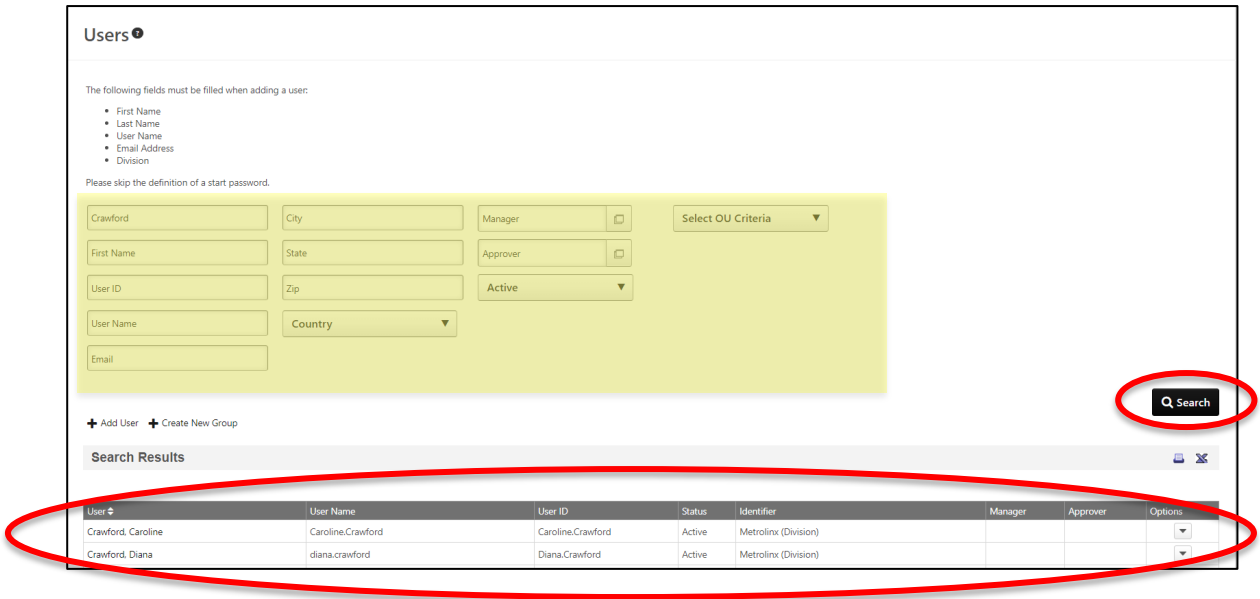 Users ?
The following fields must be filled when adding a user:
• First Name
• Last Name
• User Name
• Email Address
• Division
Please skip the definition of a start password.
Crawford City Manager Select OU Criteria ▼
First Name State Approver
User ID Zip Active ▼
User Name Country ▼
Email
Search
+ Add User + Create New Group
Search Results
User User Name User ID Status Identifier Manager Approver Options
Crawford, Caroline Caroline.Crawford Caroline.Crawford Active Metrolinx (Division)
Crawford, Diana diana.crawford Diana.Crawford Active Metrolinx (Division)